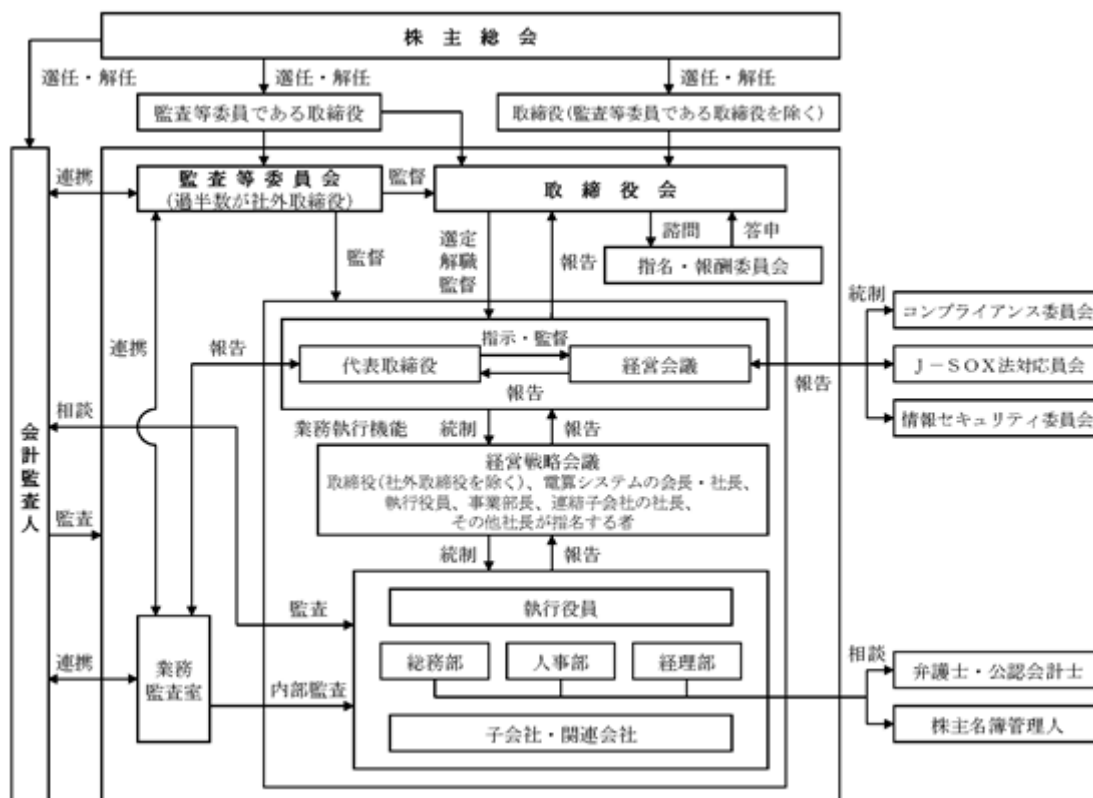 株主総会
選任・解任
選任・解任
選任・解任
監査等委員である取締役
取締役(監査等委員である取締役を除く)
連携
監査等委員会
(過半数が社外取締役)
監督
取締役会
監督
選定
解職
監督
報告
諮問
答申
指名・報酬委員会
統制
コンプライアンス委員会
連携
報告
指示・監督
代表取締役
経営会議
報告
報告
J-SOX法対応員会
情報セキュリティ委員会
相談
業務執行機能
統制
報告
会計監査人
経営戦略会議
取締役(社外取締役を除く)、電算システムの会長・社長、
執行役員、事業部長、連結子会社の社長、
その他社長が指名する者
監査
統制
報告
監査
執行役員
連携
業務
監査室
内部監査
総務部
人事部
経理部
相談
弁護士・公認会計士
株主名簿管理人
子会社・関連会社